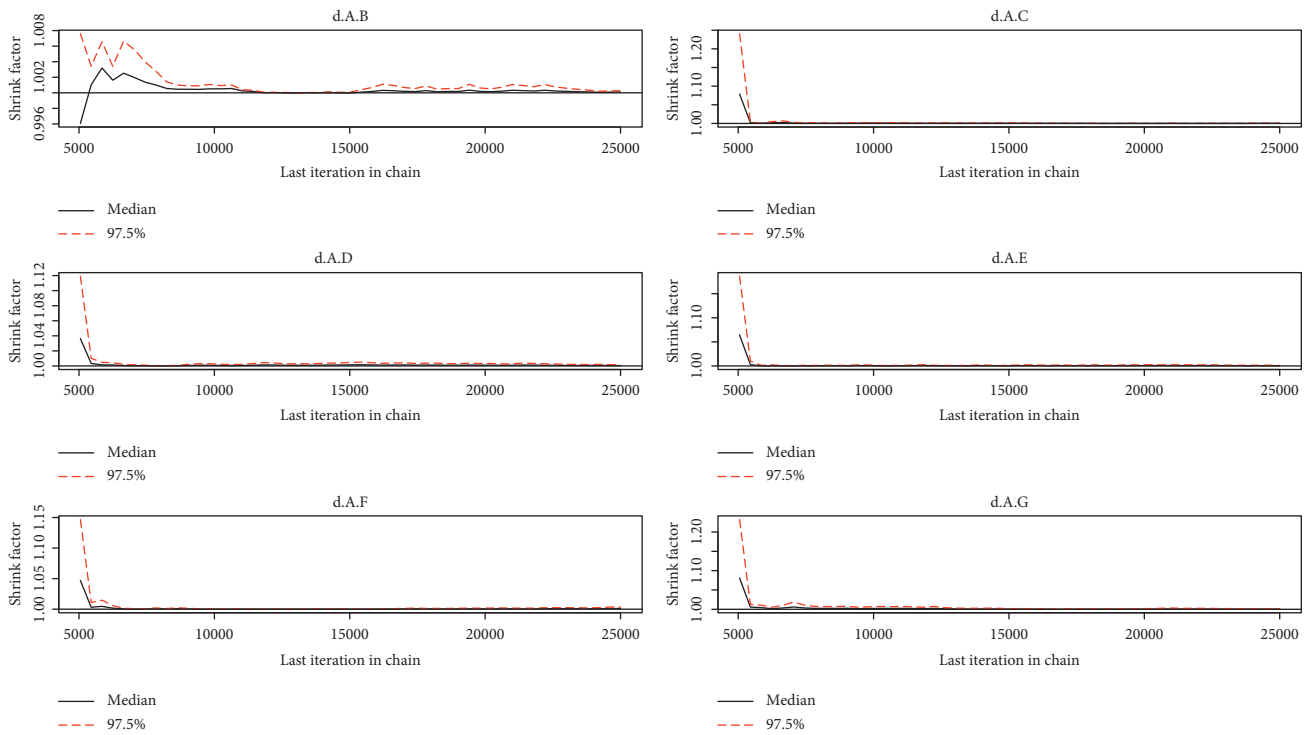 d.A.B
Shrink factor
0.996 1.002 1.008
5000 10000 15000 20000 25000
Last iteration in chain
Median
97.5%
d.A.C
Shrink factor
1.00 1.10 1.20
5000 10000 15000 20000 25000
Last iteration in chain
Median
97.5%
d.A.D
Shrink factor
1.00 1.04 1.08 1.12
5000 10000 15000 20000 25000
Last iteration in chain
Median
97.5%
d.A.E
Shrink factor
1.00 1.10
5000 10000 15000 20000 25000
Last iteration in chain
Median
97.5%
d.A.F
Shrink factor
1.00 1.05 1.10 1.15
5000 10000 15000 20000 25000
Last iteration in chain
Median
97.5%
d.A.G
Shrink factor
1.00 1.10 1.20
5000 10000 15000 20000 25000
Last iteration in chain
Median
97.5%